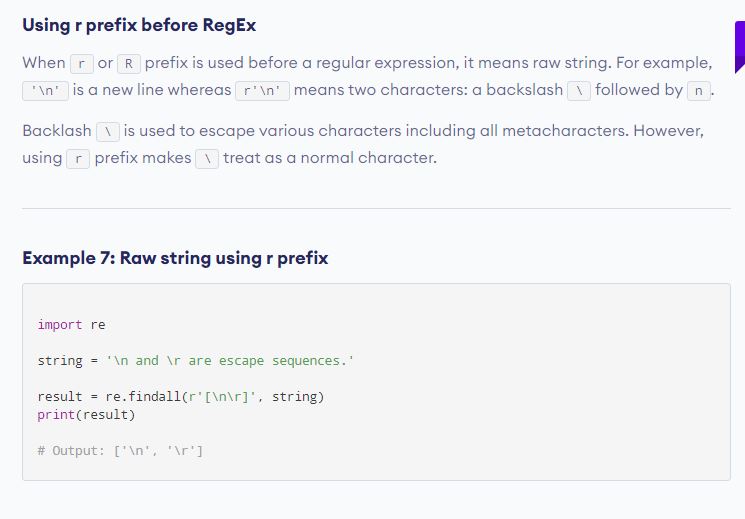 Using r prefix before RegEx
When r or R prefix is used before a regular expression, it means raw string. For example,
'\n' is a new line whereas r'\n' means two characters: a backslash \ followed by n.
Backlash \ is used to escape various characters including all metacharacters. However,
using r prefix makes \ treat as a normal character.
Example 7: Raw string using r prefix
import re
string = '\n and \r are escape sequences.'
result = re.findall(r'[\n\r]', string)
print(result)
# Output: ['\n', '\r']